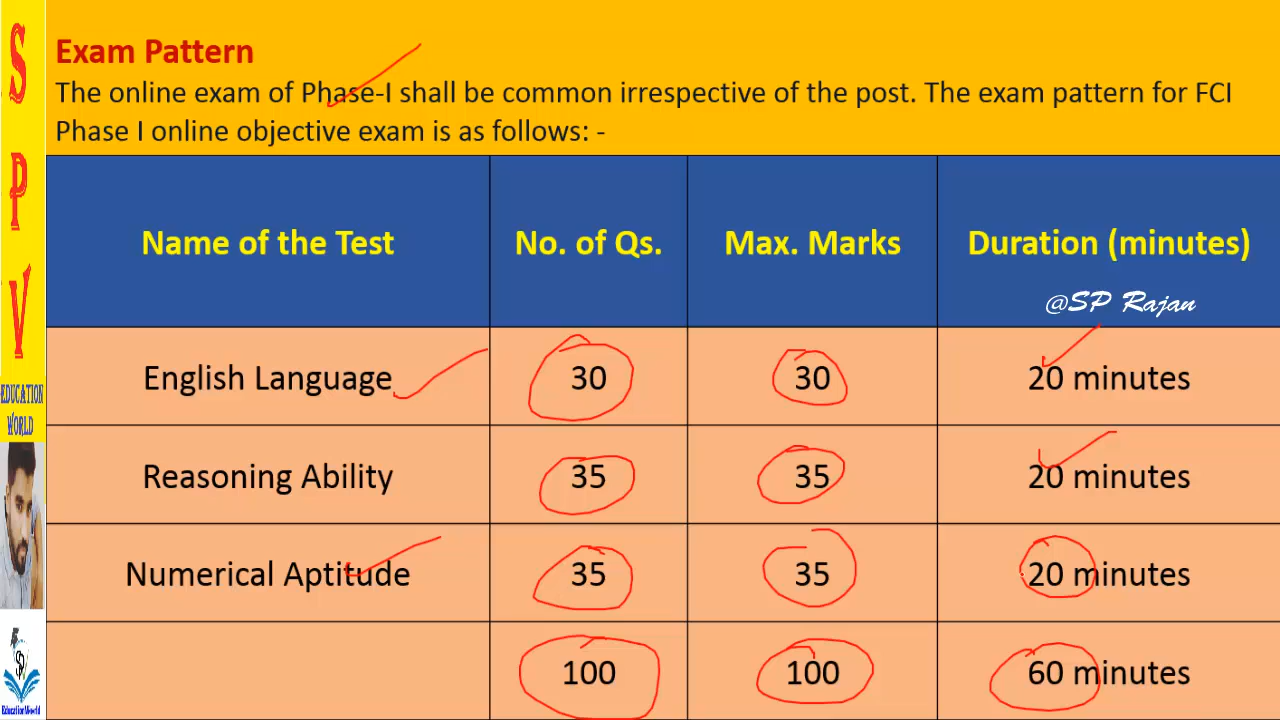 S
P
V
EDUCATION
WORLD
SP
Education World
Exam Pattern
The online exam of Phase-I shall be common irrespective of the post. The exam pattern for FCI
Phase I online objective exam is as follows: -
Name of the Test No. of Qs. Max. Marks Duration (minutes)
@SP Rajan
English Language 30 30 20 minutes
Reasoning Ability 35 35 20 minutes
Numerical Aptitude 35 35 20 minutes
100 100 60 minutes